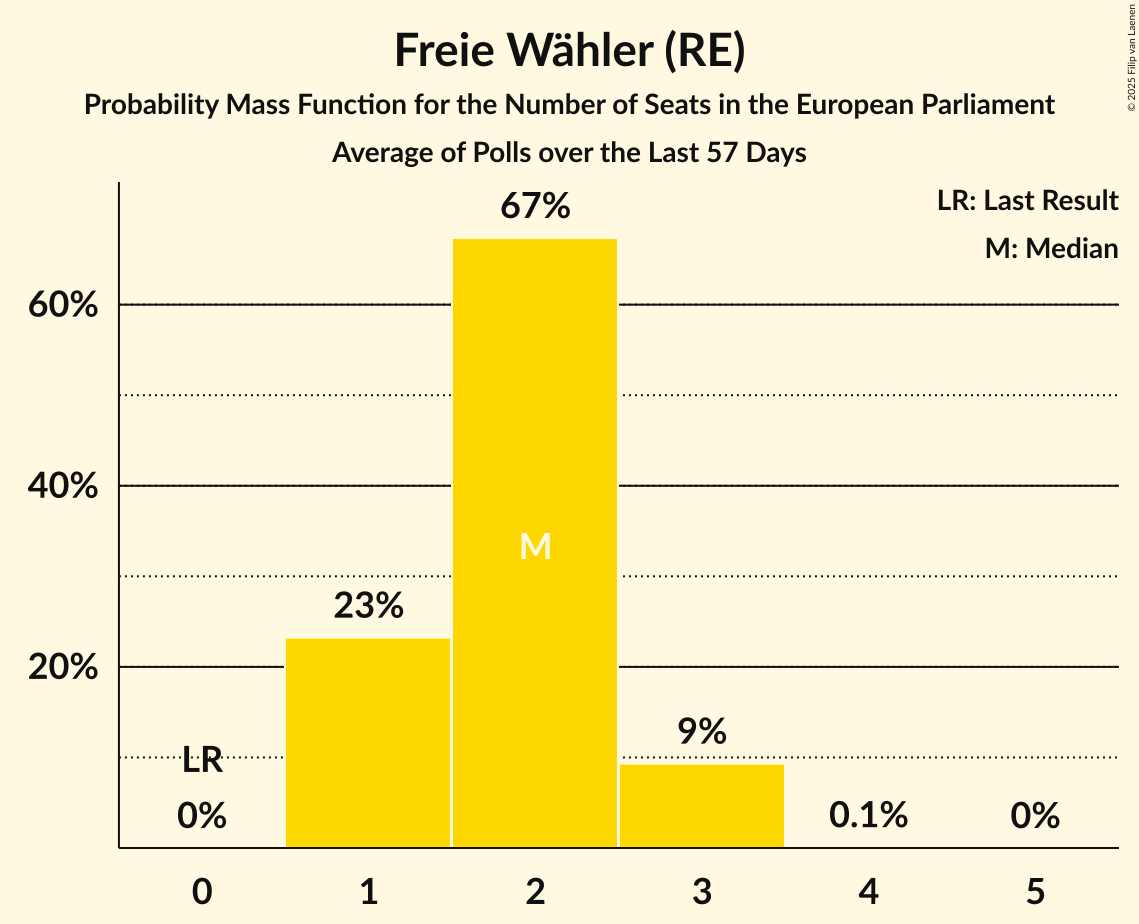 Freie Wähler (RE)
Probability Mass Function for the Number of Seats in the European Parliament
Average of Polls over the Last 57 Days
© 2025 Filip van Laenen
LR: Last Result
M: Median
67%
60%
40%
M
23%
20%
9%
LR
0%
0.1%
0%
0 1 2 3 4 5